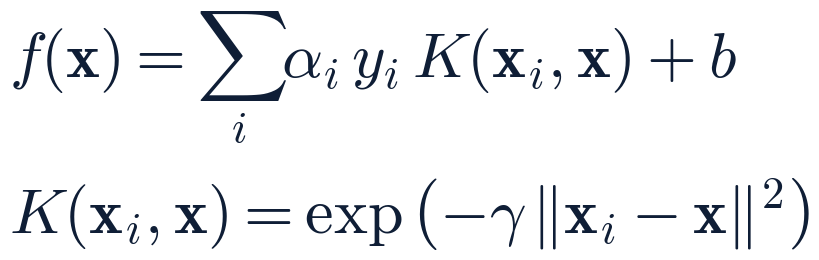 f(𝐱) = ∑ᵢ αᵢ yᵢ K(𝐱ᵢ, 𝐱) + b
K(𝐱ᵢ, 𝐱) = exp (−γ ‖𝐱ᵢ − 𝐱‖²)